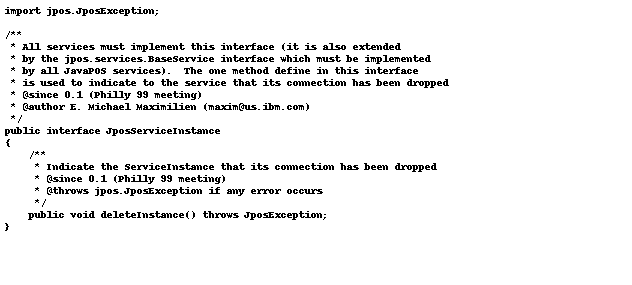 import jpos.JposException;

/**
 * All services must implement this interface (it is also extended
 * by the jpos.services.BaseService interface which must be implemented
 * by all JavaPOS services).  The one method define in this interface
 * is used to indicate to the service that its connection has been dropped
 * @since 0.1 (Philly 99 meeting)
 * @author E. Michael Maximilien (maxim@us.ibm.com)
 */
public interface JposServiceInstance
{
    /**
     * Indicate the ServiceInstance that its connection has been dropped
     * @since 0.1 (Philly 99 meeting)
     * @throws jpos.JposException if any error occurs
     */
    public void deleteInstance() throws JposException;
}